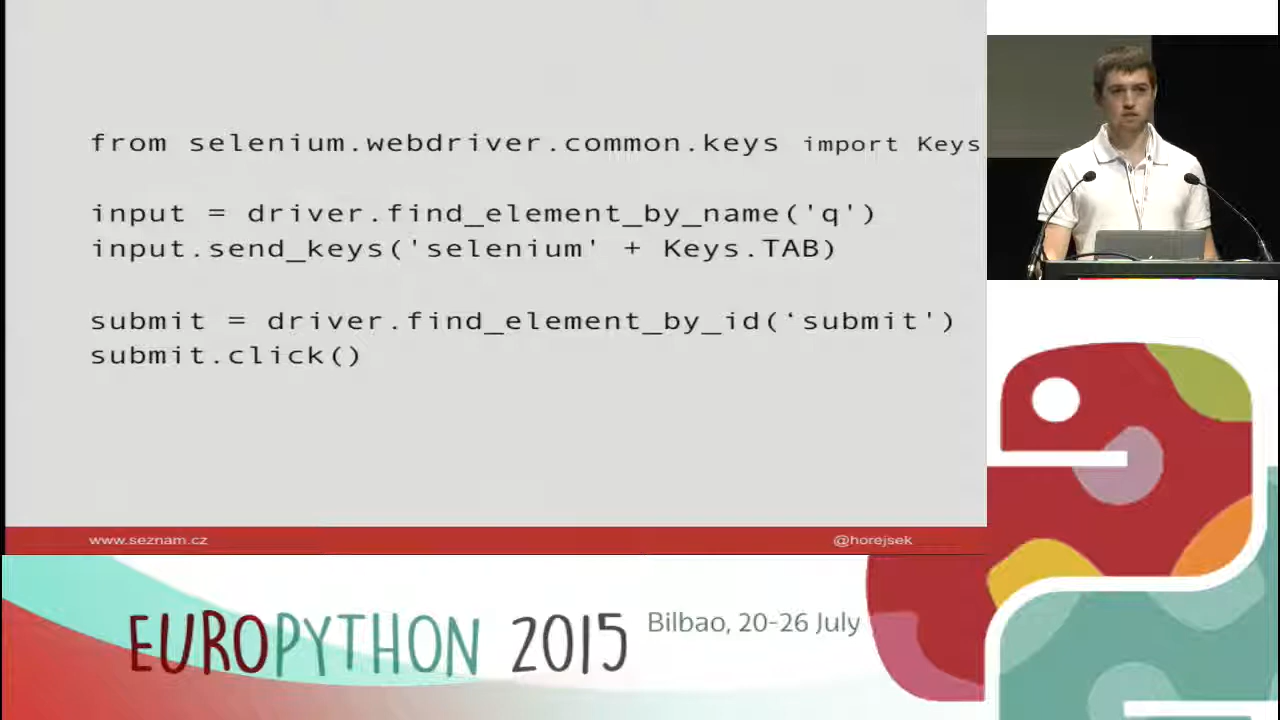 from selenium.webdriver.common.keys import Keys
input = driver.find_element_by_name('q')
input.send_keys('selenium' + Keys.TAB)
submit = driver.find_element_by_id(‘submit')
submit.click()
www.seznam.cz
@horejsek
EUROPYTHON 2015
Bilbao, 20-26 July